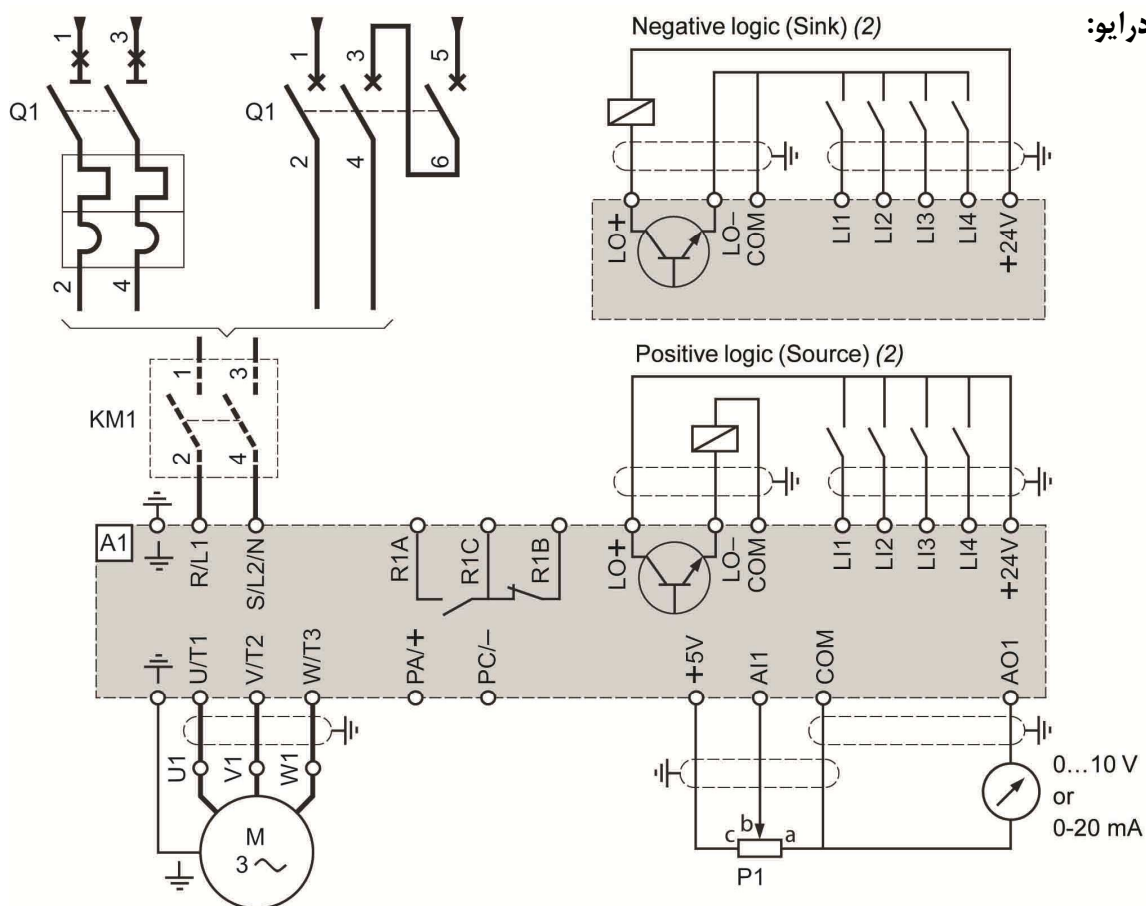 درایو:
Negative logic (Sink) (2)
1 3
Q1
2 4
1 3 5
Q1
2 4 6
LO+ LO− COM LI1 LI2 LI3 LI4 +24V
Positive logic (Source) (2)
1 3
KM1
2 4
A1
R/L1 S/L2/N R1A R1C R1B LO+ LO− COM LI1 LI2 LI3 LI4 +24V
U/T1 V/T2 W/T3 PA/+ PC/− +5V AI1 COM AO1
U1 V1 W1
M
3
0...10 V
or
0-20 mA
c b a
P1